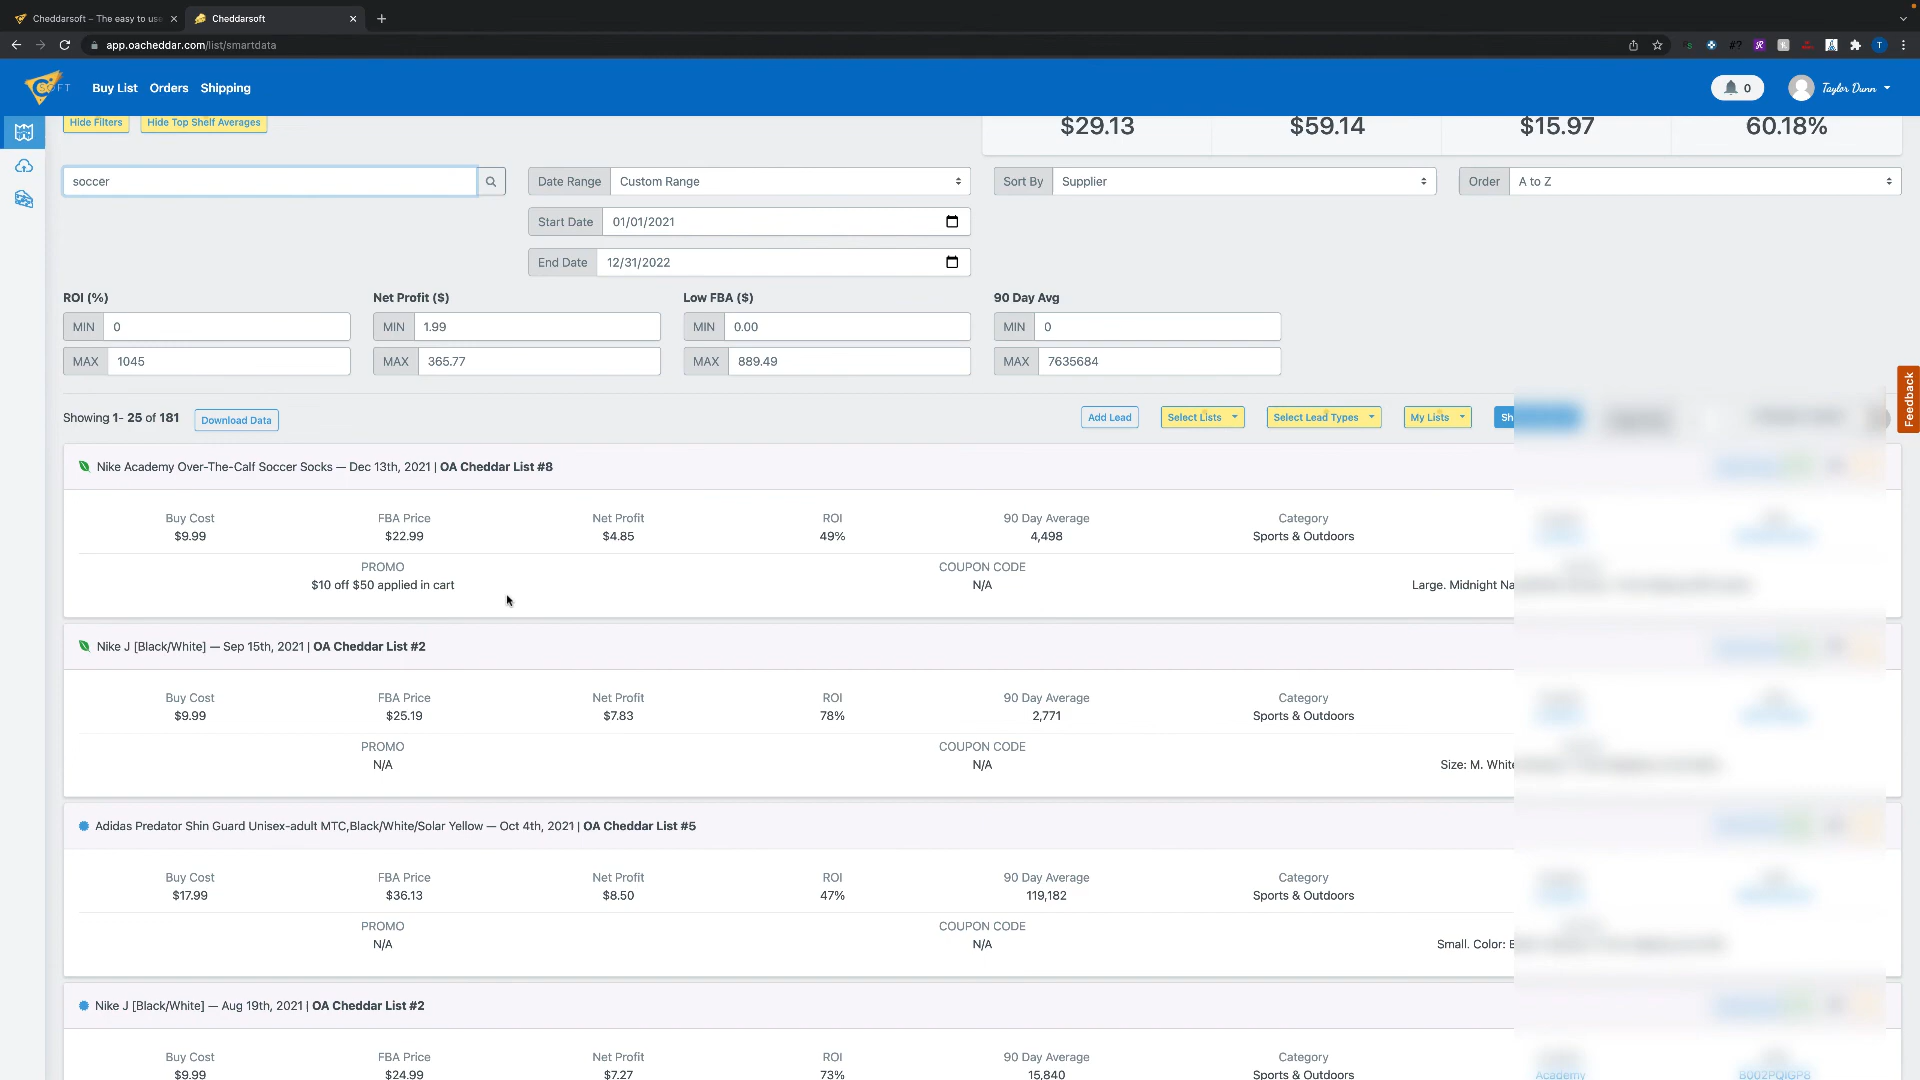 Cheddarsoft – The easy to use
Cheddarsoft
app.oacheddar.com/list/smartdata
SOFT
Buy List Orders Shipping
0
Taylor Dunn
Hide Filters Hide Top Shelf Averages
$29.13 $59.14 $15.97 60.18%
soccer
Date Range Custom Range
Sort By Supplier
Order A to Z
Start Date 01/01/2021
End Date 12/31/2022
ROI (%) Net Profit ($) Low FBA ($) 90 Day Avg
MIN 0 MIN 1.99 MIN 0.00 MIN 0
MAX 1045 MAX 365.77 MAX 889.49 MAX 7635684
Feedback
Showing 1- 25 of 181 Download Data Add Lead Select Lists Select Lead Types My Lists Sh
Nike Academy Over-The-Calf Soccer Socks — Dec 13th, 2021 | OA Cheddar List #8
Buy Cost FBA Price Net Profit ROI 90 Day Average Category
$9.99 $22.99 $4.85 49% 4,498 Sports & Outdoors
PROMO COUPON CODE
$10 off $50 applied in cart N/A Large. Midnight Na
Nike J [Black/White] — Sep 15th, 2021 | OA Cheddar List #2
Buy Cost FBA Price Net Profit ROI 90 Day Average Category
$9.99 $25.19 $7.83 78% 2,771 Sports & Outdoors
PROMO COUPON CODE
N/A N/A Size: M. White
Adidas Predator Shin Guard Unisex-adult MTC,Black/White/Solar Yellow — Oct 4th, 2021 | OA Cheddar List #5
Buy Cost FBA Price Net Profit ROI 90 Day Average Category
$17.99 $36.13 $8.50 47% 119,182 Sports & Outdoors
PROMO COUPON CODE
N/A N/A Small. Color: B
Nike J [Black/White] — Aug 19th, 2021 | OA Cheddar List #2
Buy Cost FBA Price Net Profit ROI 90 Day Average Category
$9.99 $24.99 $7.27 73% 15,840 Sports & Outdoors Academy B002PQIGP8